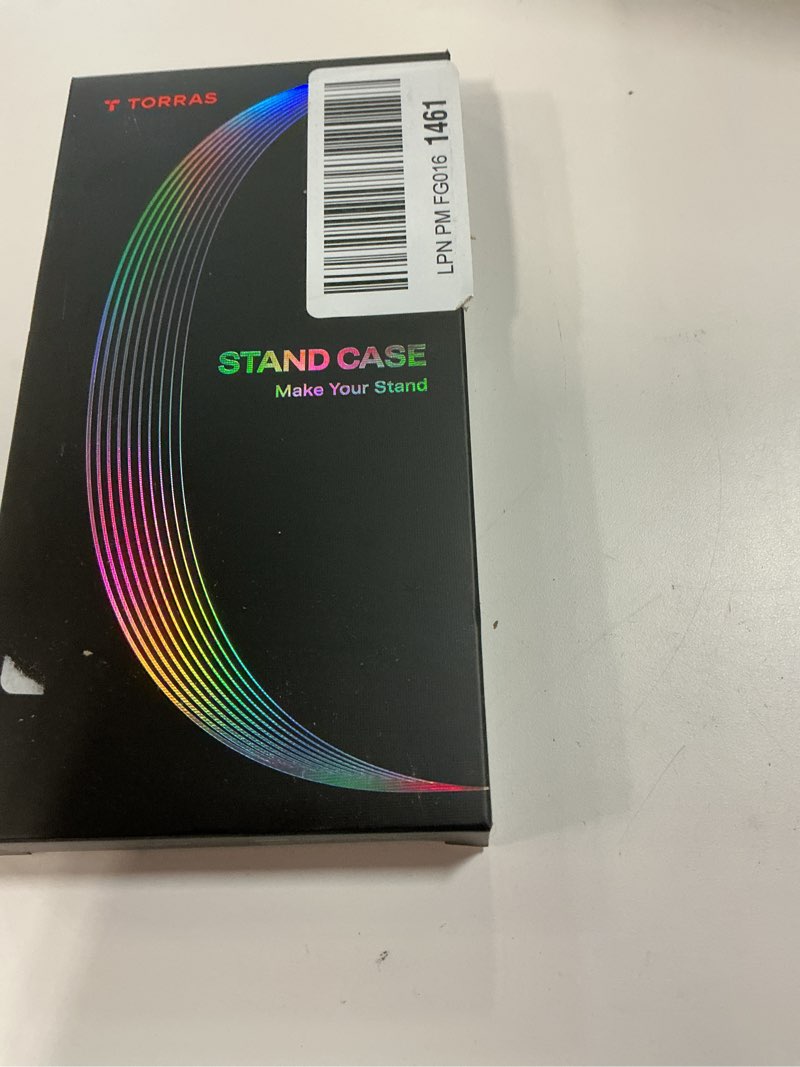 TORRAS
LPN PM FG016 1461
STAND CASE
Make Your Stand